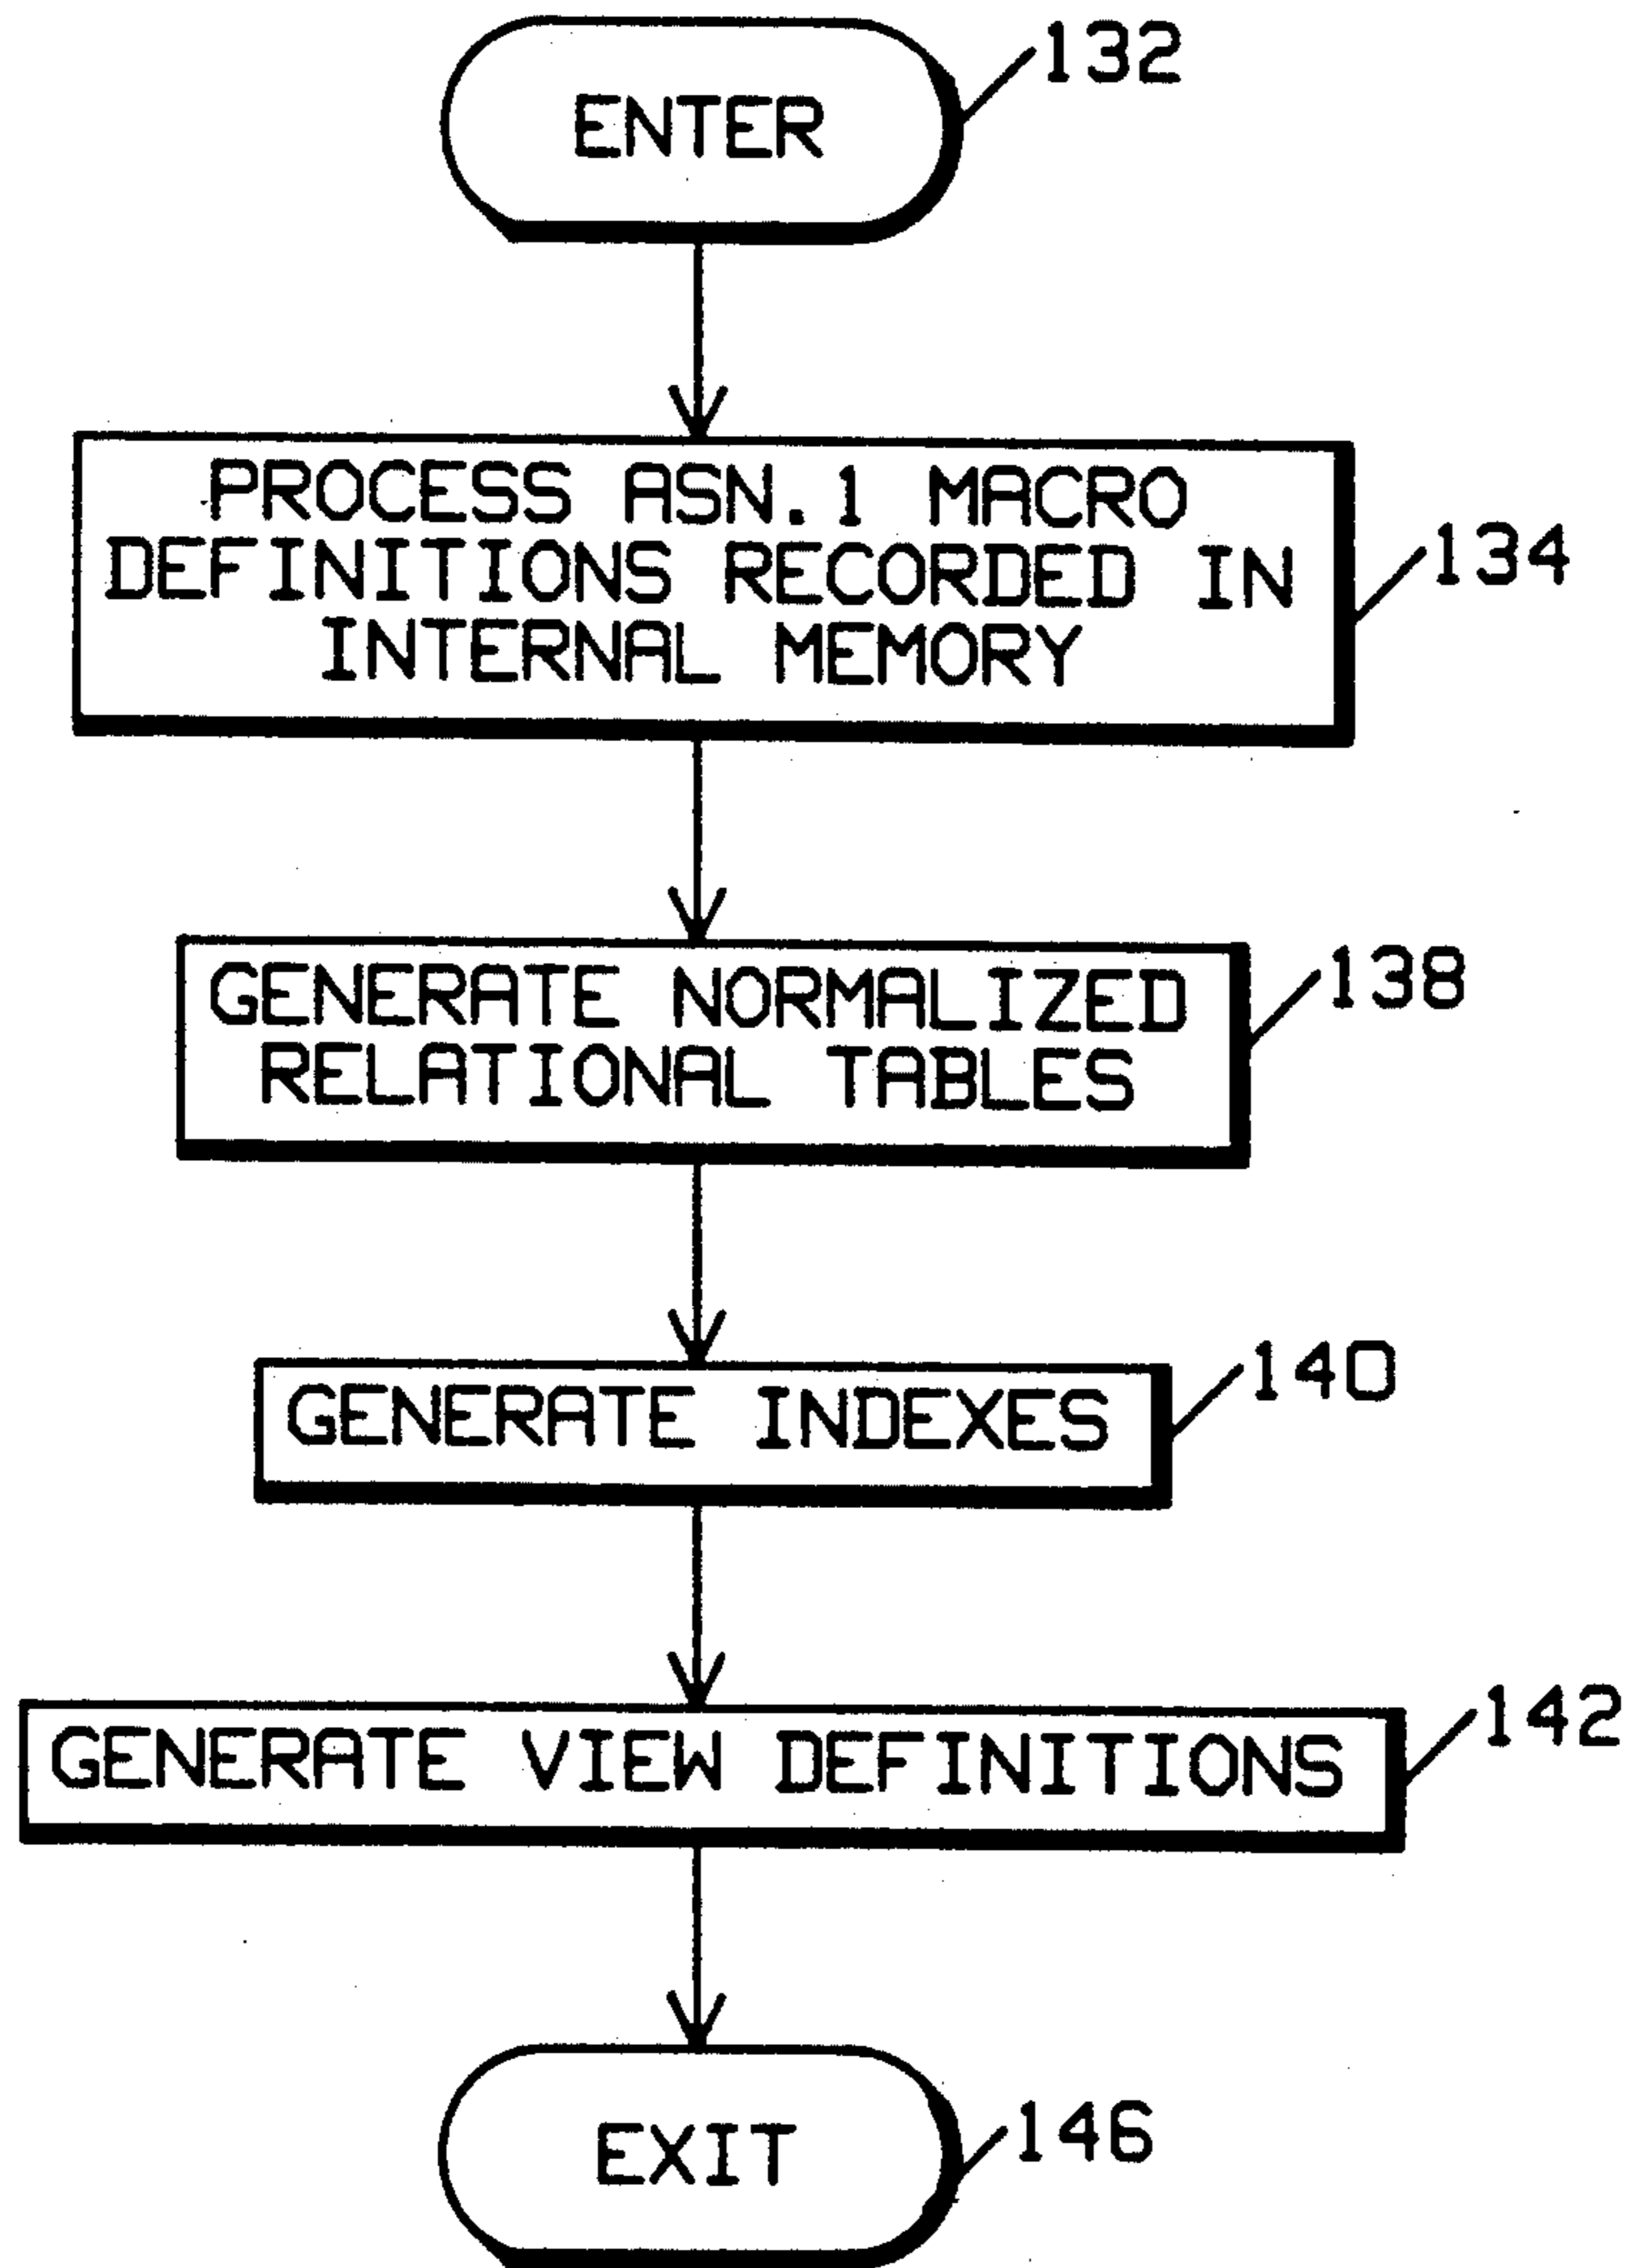 132
ENTER
PROCESS ASN.1 MACRO
DEFINITIONS RECORDED IN
INTERNAL MEMORY
134
GENERATE NORMALIZED
RELATIONAL TABLES
138
GENERATE INDEXES
140
GENERATE VIEW DEFINITIONS
142
EXIT
146